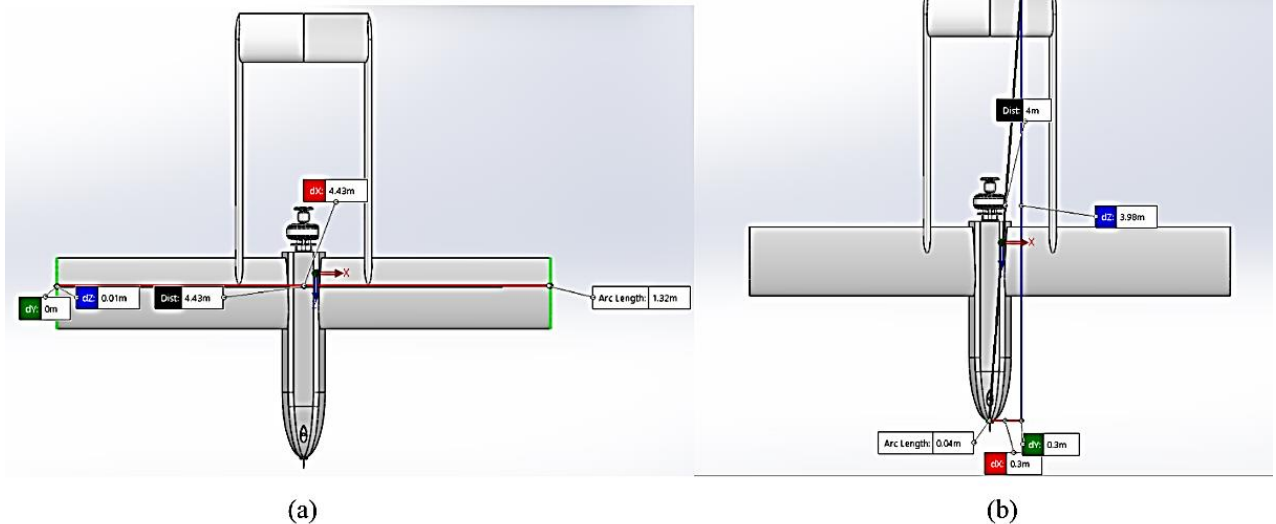 dX: 4.43m
X
dY: 0m
dZ: 0.01m
Dist: 4.43m
Arc Length: 1.32m
(a)
Dist: 4m
dZ: 3.98m
X
Arc Length: 0.04m
dY: 0.3m
dX: 0.3m
(b)